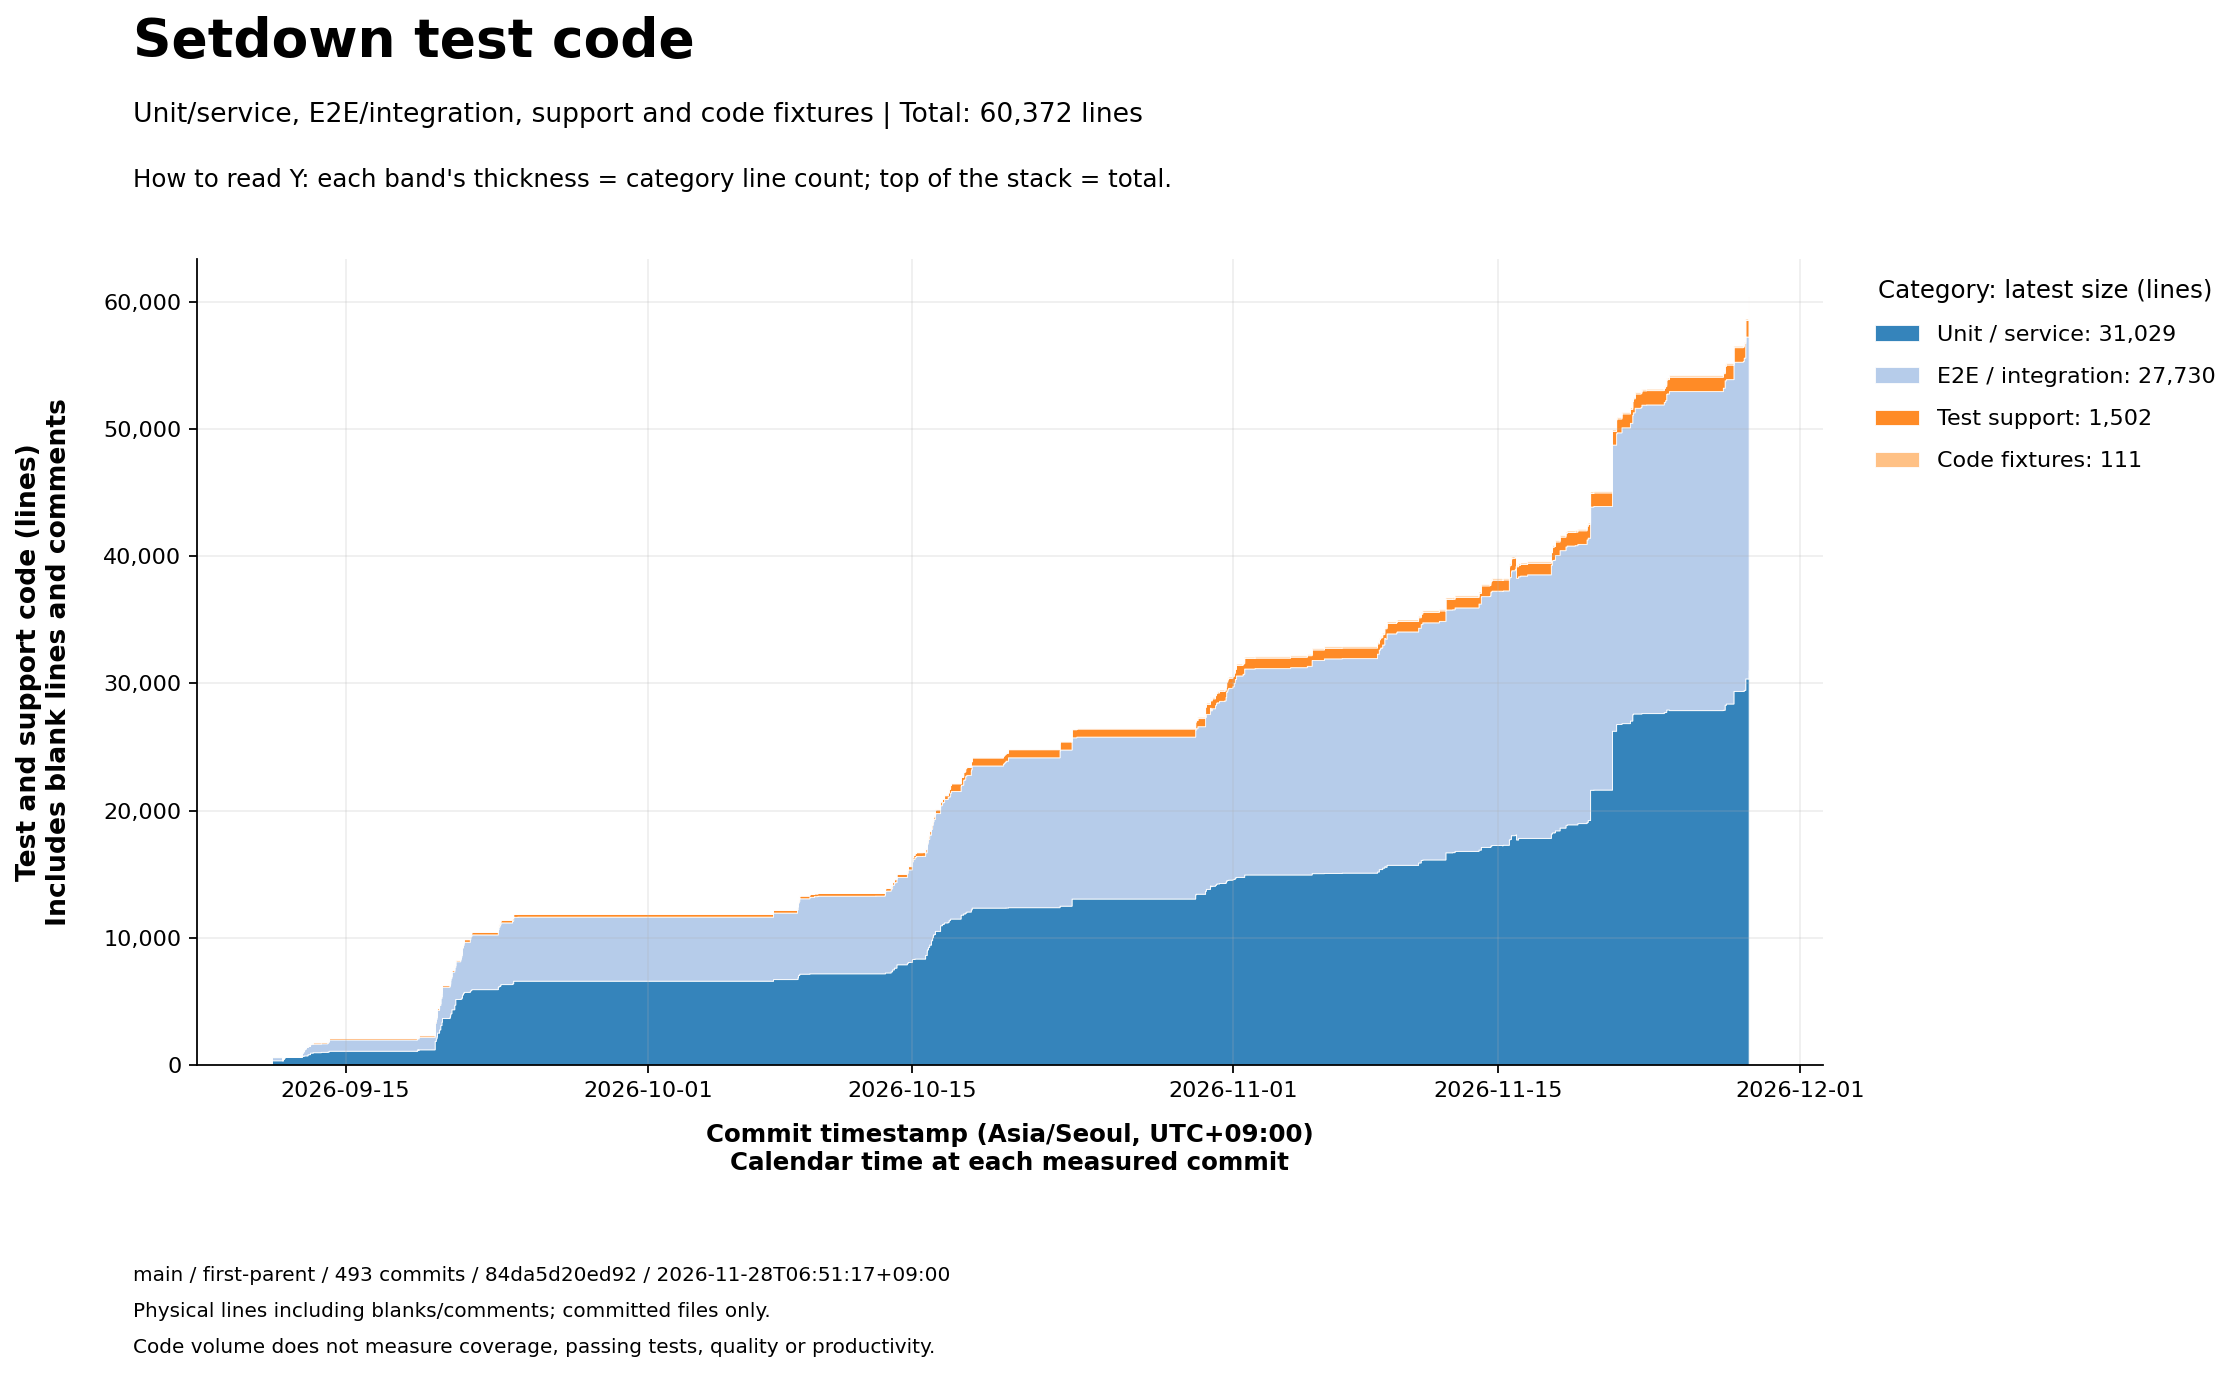 Setdown test code
Unit/service, E2E/integration, support and code fixtures | Total: 60,372 lines
How to read Y: each band's thickness = category line count; top of the stack = total.
Test and support code (lines)
Includes blank lines and comments
60,000
50,000
40,000
30,000
20,000
10,000
0
2026-09-15
2026-10-01
2026-10-15
2026-11-01
2026-11-15
2026-12-01
Commit timestamp (Asia/Seoul, UTC+09:00)
Calendar time at each measured commit
Category: latest size (lines)
Unit / service: 31,029
E2E / integration: 27,730
Test support: 1,502
Code fixtures: 111
main / first-parent / 493 commits / 84da5d20ed92 / 2026-11-28T06:51:17+09:00
Physical lines including blanks/comments; committed files only.
Code volume does not measure coverage, passing tests, quality or productivity.